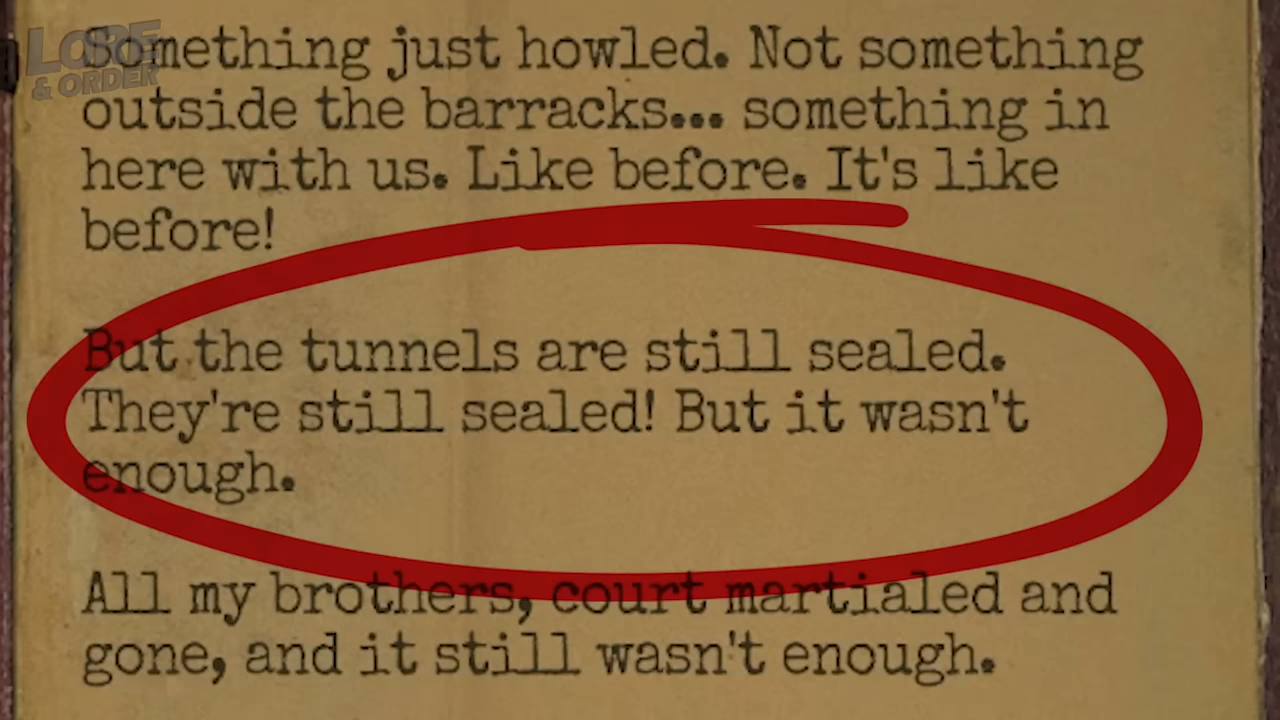 LORE
& ORDER
Something just howled. Not something
outside the barracks... something in
here with us. Like before. It's like
before!
But the tunnels are still sealed.
They're still sealed! But it wasn't
enough.
All my brothers, court martialed and
gone, and it still wasn't enough.